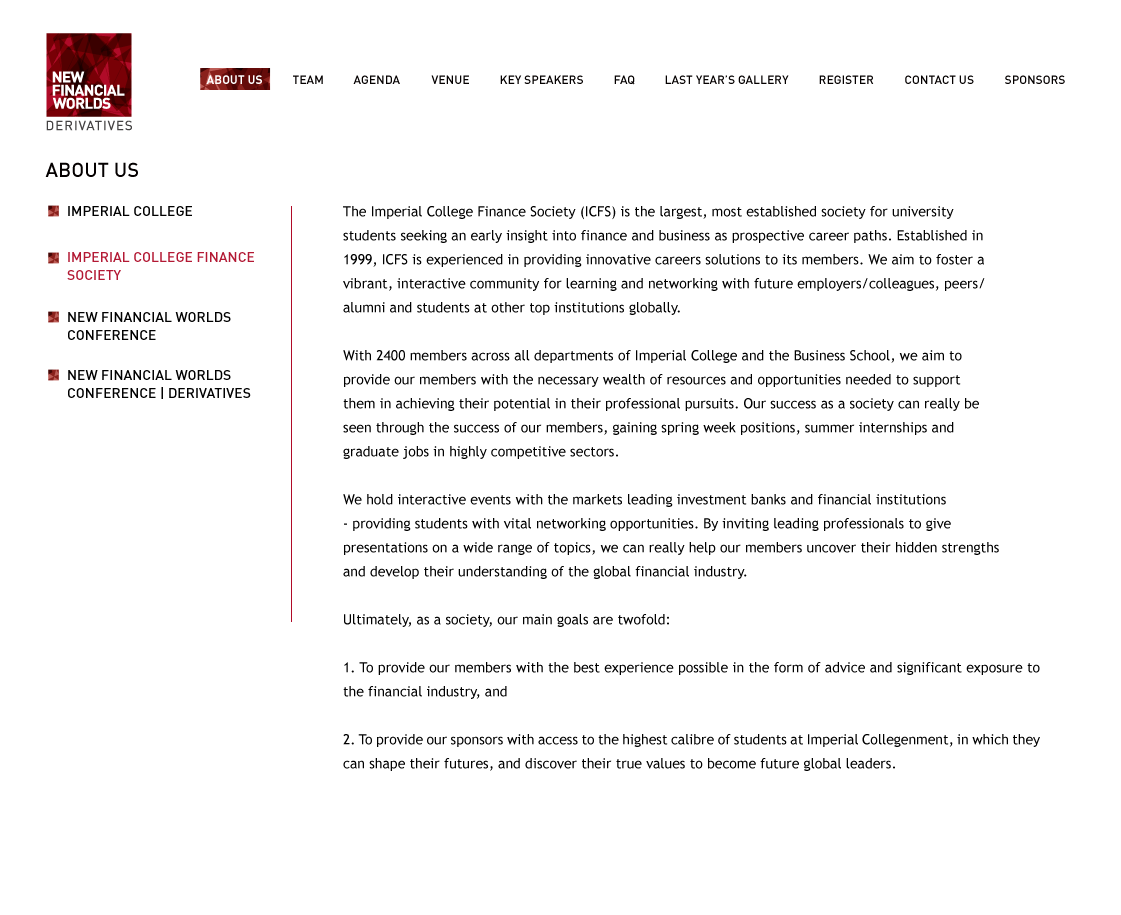 NEW
FINANCIAL
WORLDS
DERIVATIVES
ABOUT US TEAM AGENDA VENUE KEY SPEAKERS FAQ LAST YEAR'S GALLERY REGISTER CONTACT US SPONSORS
ABOUT US
IMPERIAL COLLEGE
IMPERIAL COLLEGE FINANCE
SOCIETY
NEW FINANCIAL WORLDS
CONFERENCE
NEW FINANCIAL WORLDS
CONFERENCE | DERIVATIVES
The Imperial College Finance Society (ICFS) is the largest, most established society for university
students seeking an early insight into finance and business as prospective career paths. Established in
1999, ICFS is experienced in providing innovative careers solutions to its members. We aim to foster a
vibrant, interactive community for learning and networking with future employers/colleagues, peers/
alumni and students at other top institutions globally.
With 2400 members across all departments of Imperial College and the Business School, we aim to
provide our members with the necessary wealth of resources and opportunities needed to support
them in achieving their potential in their professional pursuits. Our success as a society can really be
seen through the success of our members, gaining spring week positions, summer internships and
graduate jobs in highly competitive sectors.
We hold interactive events with the markets leading investment banks and financial institutions
- providing students with vital networking opportunities. By inviting leading professionals to give
presentations on a wide range of topics, we can really help our members uncover their hidden strengths
and develop their understanding of the global financial industry.
Ultimately, as a society, our main goals are twofold:
1. To provide our members with the best experience possible in the form of advice and significant exposure to
the financial industry, and
2. To provide our sponsors with access to the highest calibre of students at Imperial Collegenment, in which they
can shape their futures, and discover their true values to become future global leaders.